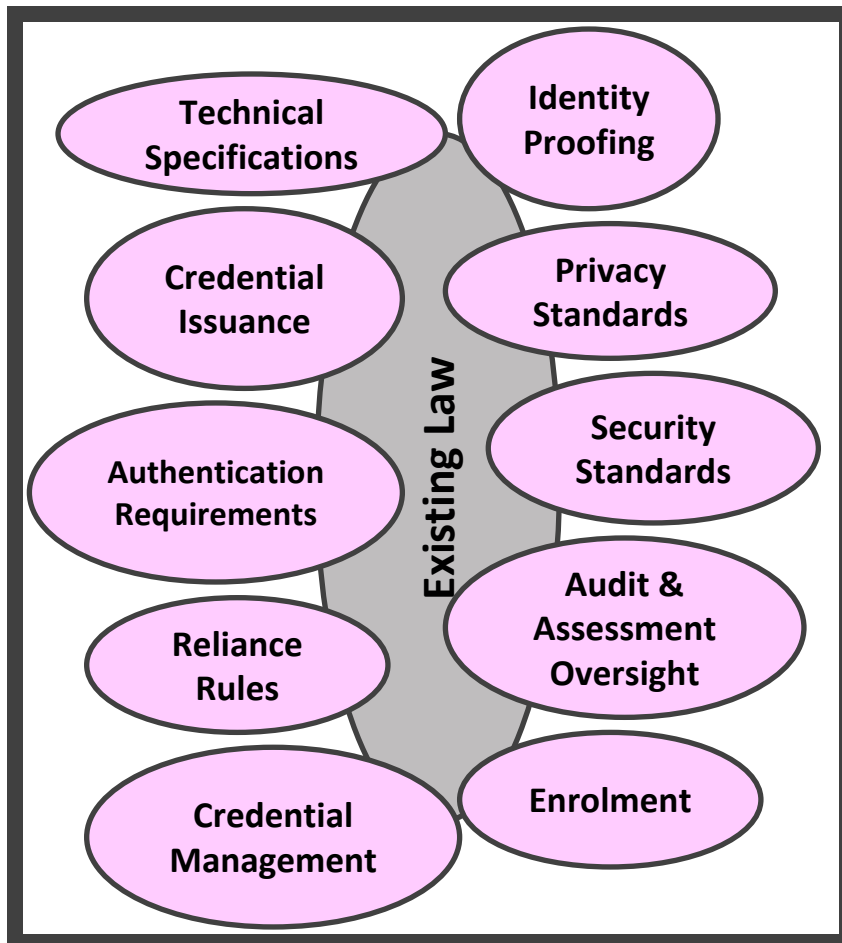 Technical
Specifications
Identity
Proofing
Credential
Issuance
Privacy
Standards
Existing Law
Security
Standards
Authentication
Requirements
Audit &
Assessment
Oversight
Reliance
Rules
Enrolment
Credential
Management